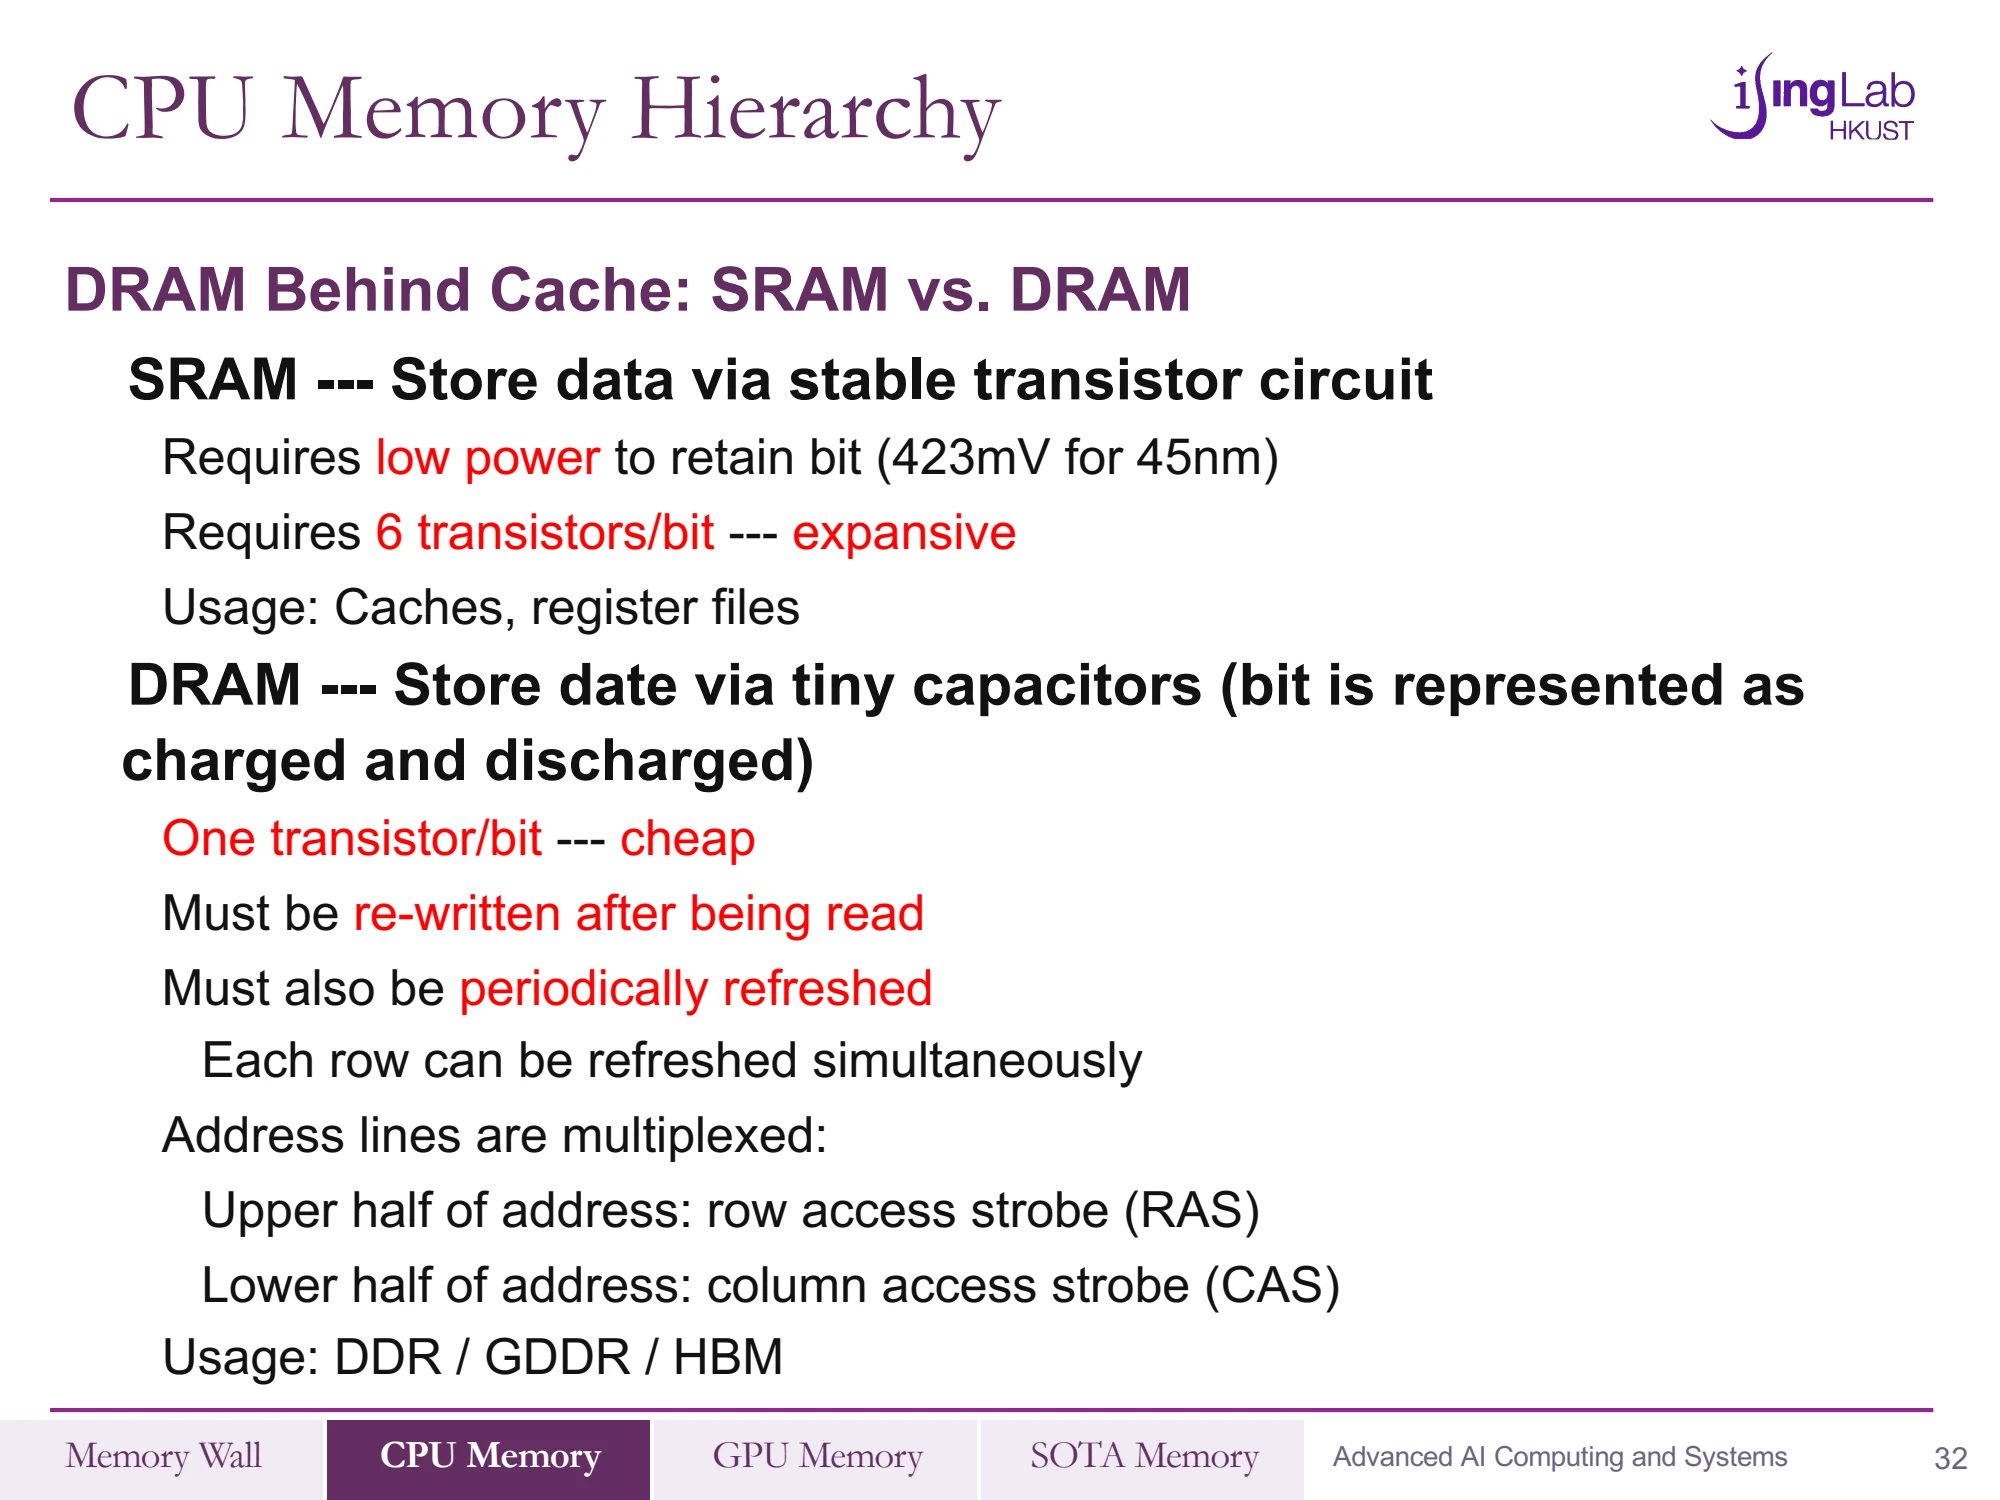 CPU Memory Hierarchy
isingLab
HKUST
DRAM Behind Cache: SRAM vs. DRAM
SRAM --- Store data via stable transistor circuit
Requires low power to retain bit (423mV for 45nm)
Requires 6 transistors/bit --- expansive
Usage: Caches, register files
DRAM --- Store date via tiny capacitors (bit is represented as
charged and discharged)
One transistor/bit --- cheap
Must be re-written after being read
Must also be periodically refreshed
Each row can be refreshed simultaneously
Address lines are multiplexed:
Upper half of address: row access strobe (RAS)
Lower half of address: column access strobe (CAS)
Usage: DDR / GDDR / HBM
Memory Wall
CPU Memory
GPU Memory
SOTA Memory
Advanced AI Computing and Systems
32